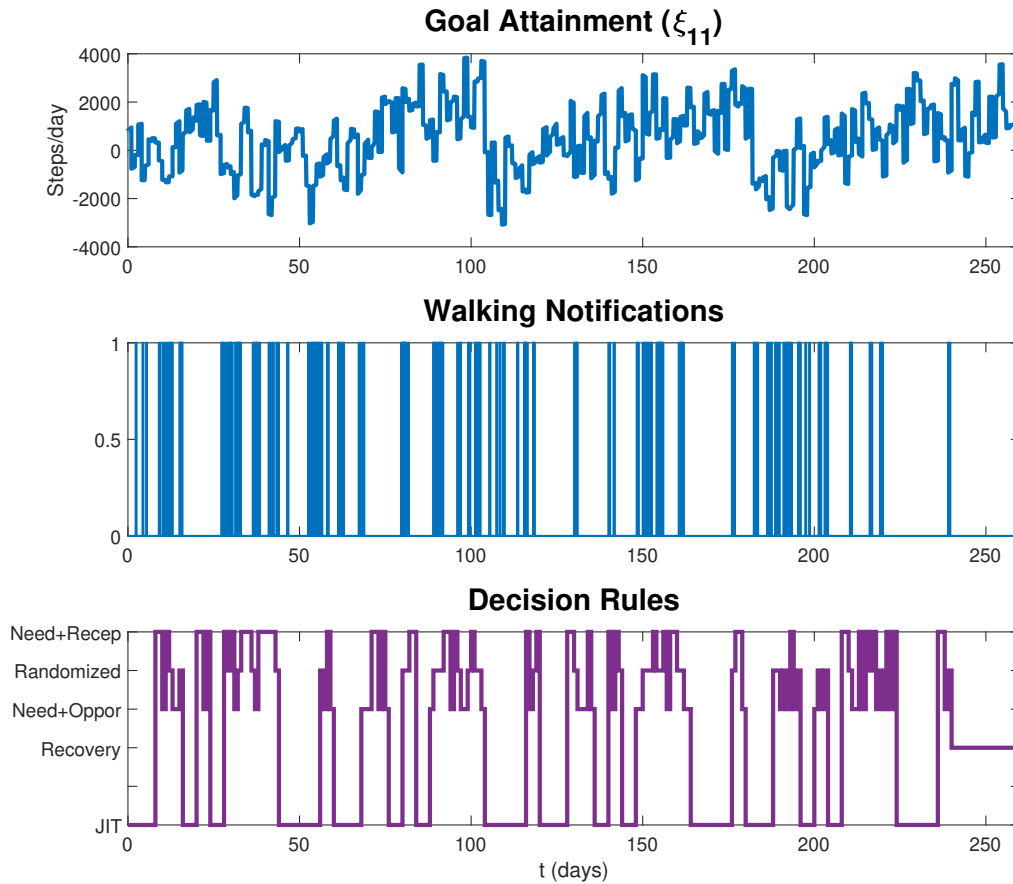 Goal Attainment (ξ11)
Steps/day
4000
2000
0
-2000
-4000
0 50 100 150 200 250
Walking Notifications
1
0.5
0
0 50 100 150 200 250
Decision Rules
Need+Recep
Randomized
Need+Oppor
Recovery
JIT
0 50 100 150 200 250
t (days)